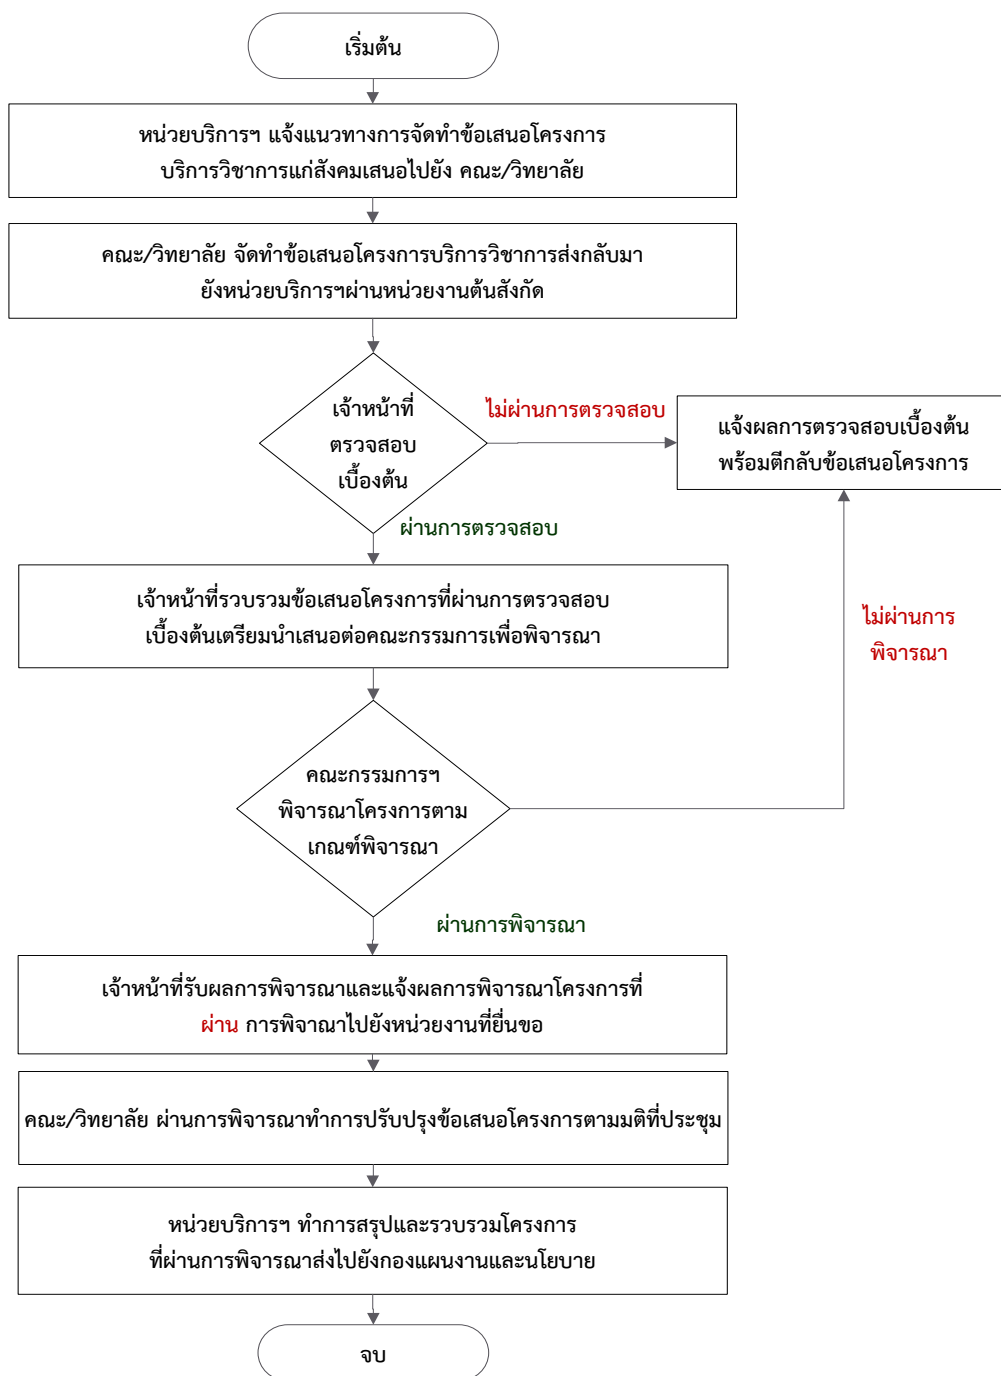 เริ่มต้น
หน่วยบริการฯ แจ้งแนวทางการจัดทำข้อเสนอโครงการ
บริการวิชาการแก่สังคมเสนอไปยัง คณะ/วิทยาลัย
คณะ/วิทยาลัย จัดทำข้อเสนอโครงการบริการวิชาการส่งกลับมา
ยังหน่วยบริการฯผ่านหน่วยงานต้นสังกัด
เจ้าหน้าที่
ตรวจสอบ
เบื้องต้น
ไม่ผ่านการตรวจสอบ
แจ้งผลการตรวจสอบเบื้องต้น
พร้อมตีกลับข้อเสนอโครงการ
ผ่านการตรวจสอบ
เจ้าหน้าที่รวบรวมข้อเสนอโครงการที่ผ่านการตรวจสอบ
เบื้องต้นเตรียมนำเสนอต่อคณะกรรมการเพื่อพิจารณา
ไม่ผ่านการ
พิจารณา
คณะกรรมการฯ
พิจารณาโครงการตาม
เกณฑ์พิจารณา
ผ่านการพิจารณา
เจ้าหน้าที่รับผลการพิจารณาและแจ้งผลการพิจารณาโครงการที่
ผ่าน การพิจาณาไปยังหน่วยงานที่ยื่นขอ
คณะ/วิทยาลัย ผ่านการพิจารณาทำการปรับปรุงข้อเสนอโครงการตามมติที่ประชุม
หน่วยบริการฯ ทำการสรุปและรวบรวมโครงการ
ที่ผ่านการพิจารณาส่งไปยังกองแผนงานและนโยบาย
จบ